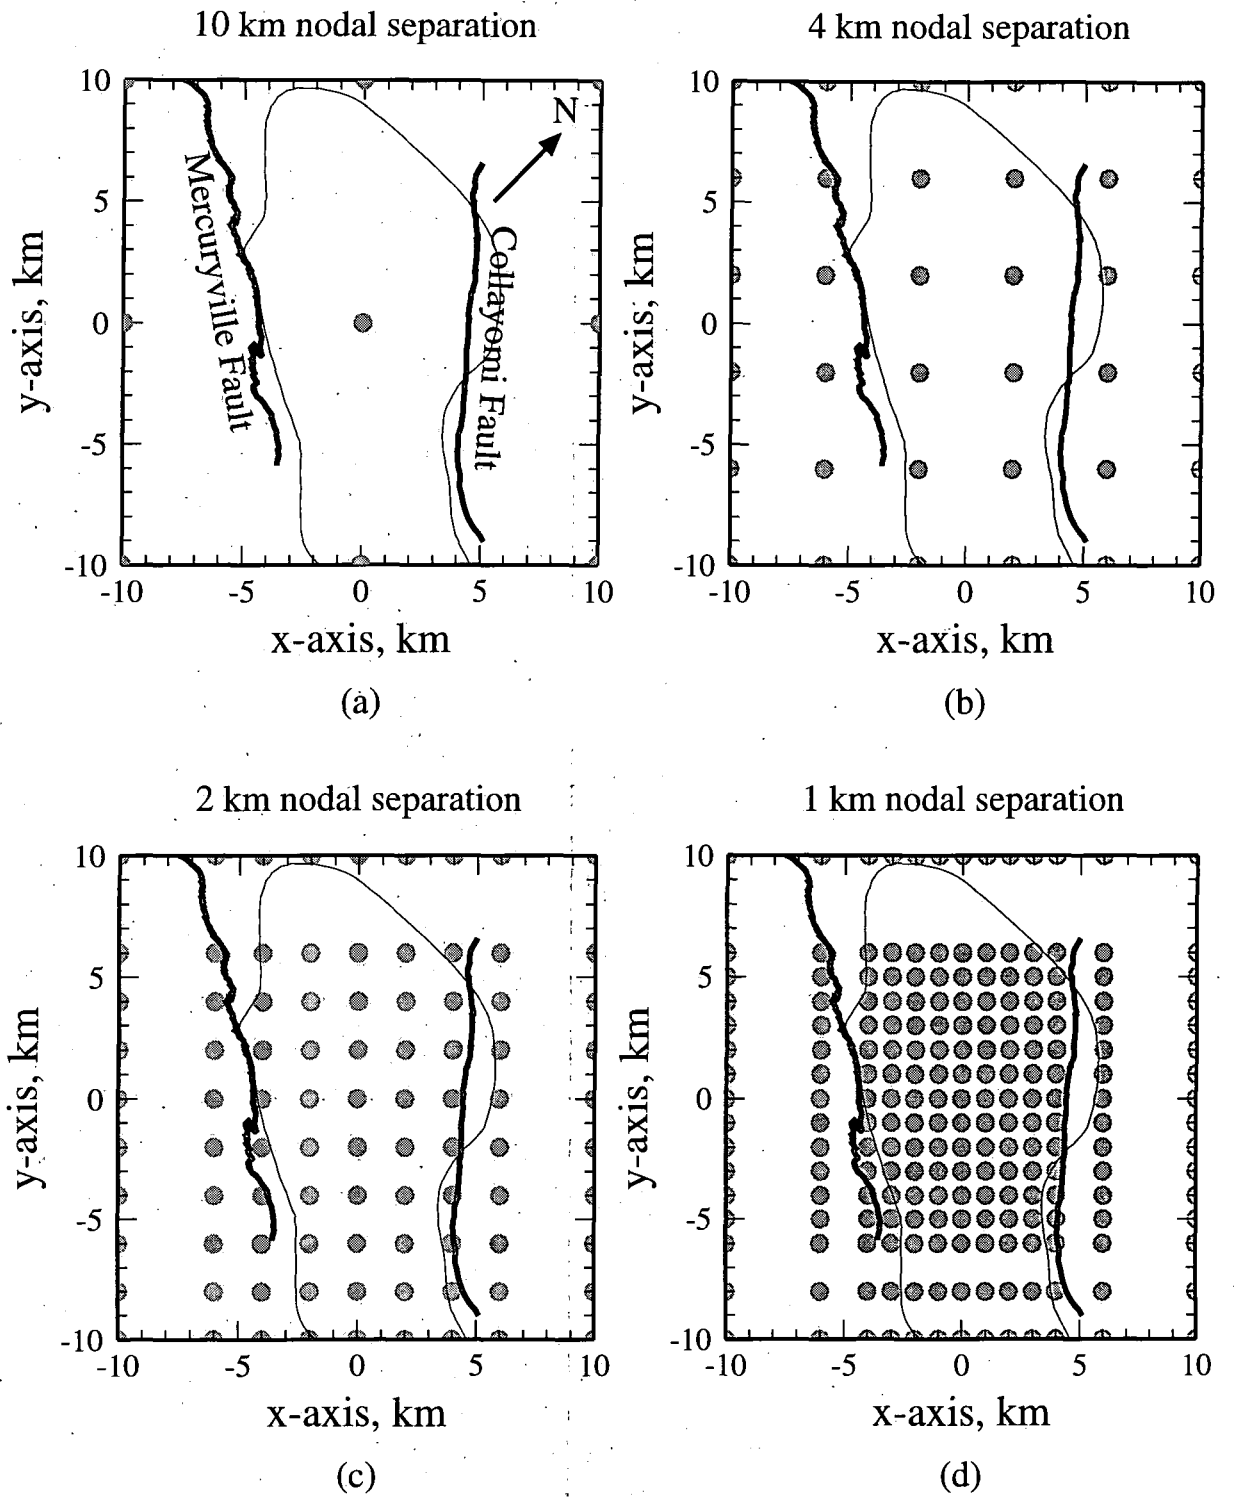 10 km nodal separation
4 km nodal separation
10
5
0
-5
-10
-10
-5
0
5
10
y-axis, km
x-axis, km
Mercuryville Fault
Collayomi Fault
N
(a)
10
5
0
-5
-10
-10
-5
0
5
10
y-axis, km
x-axis, km
(b)
2 km nodal separation
1 km nodal separation
10
5
0
-5
-10
-10
-5
0
5
10
y-axis, km
x-axis, km
(c)
10
5
0
-5
-10
-10
-5
0
5
10
y-axis, km
x-axis, km
(d)